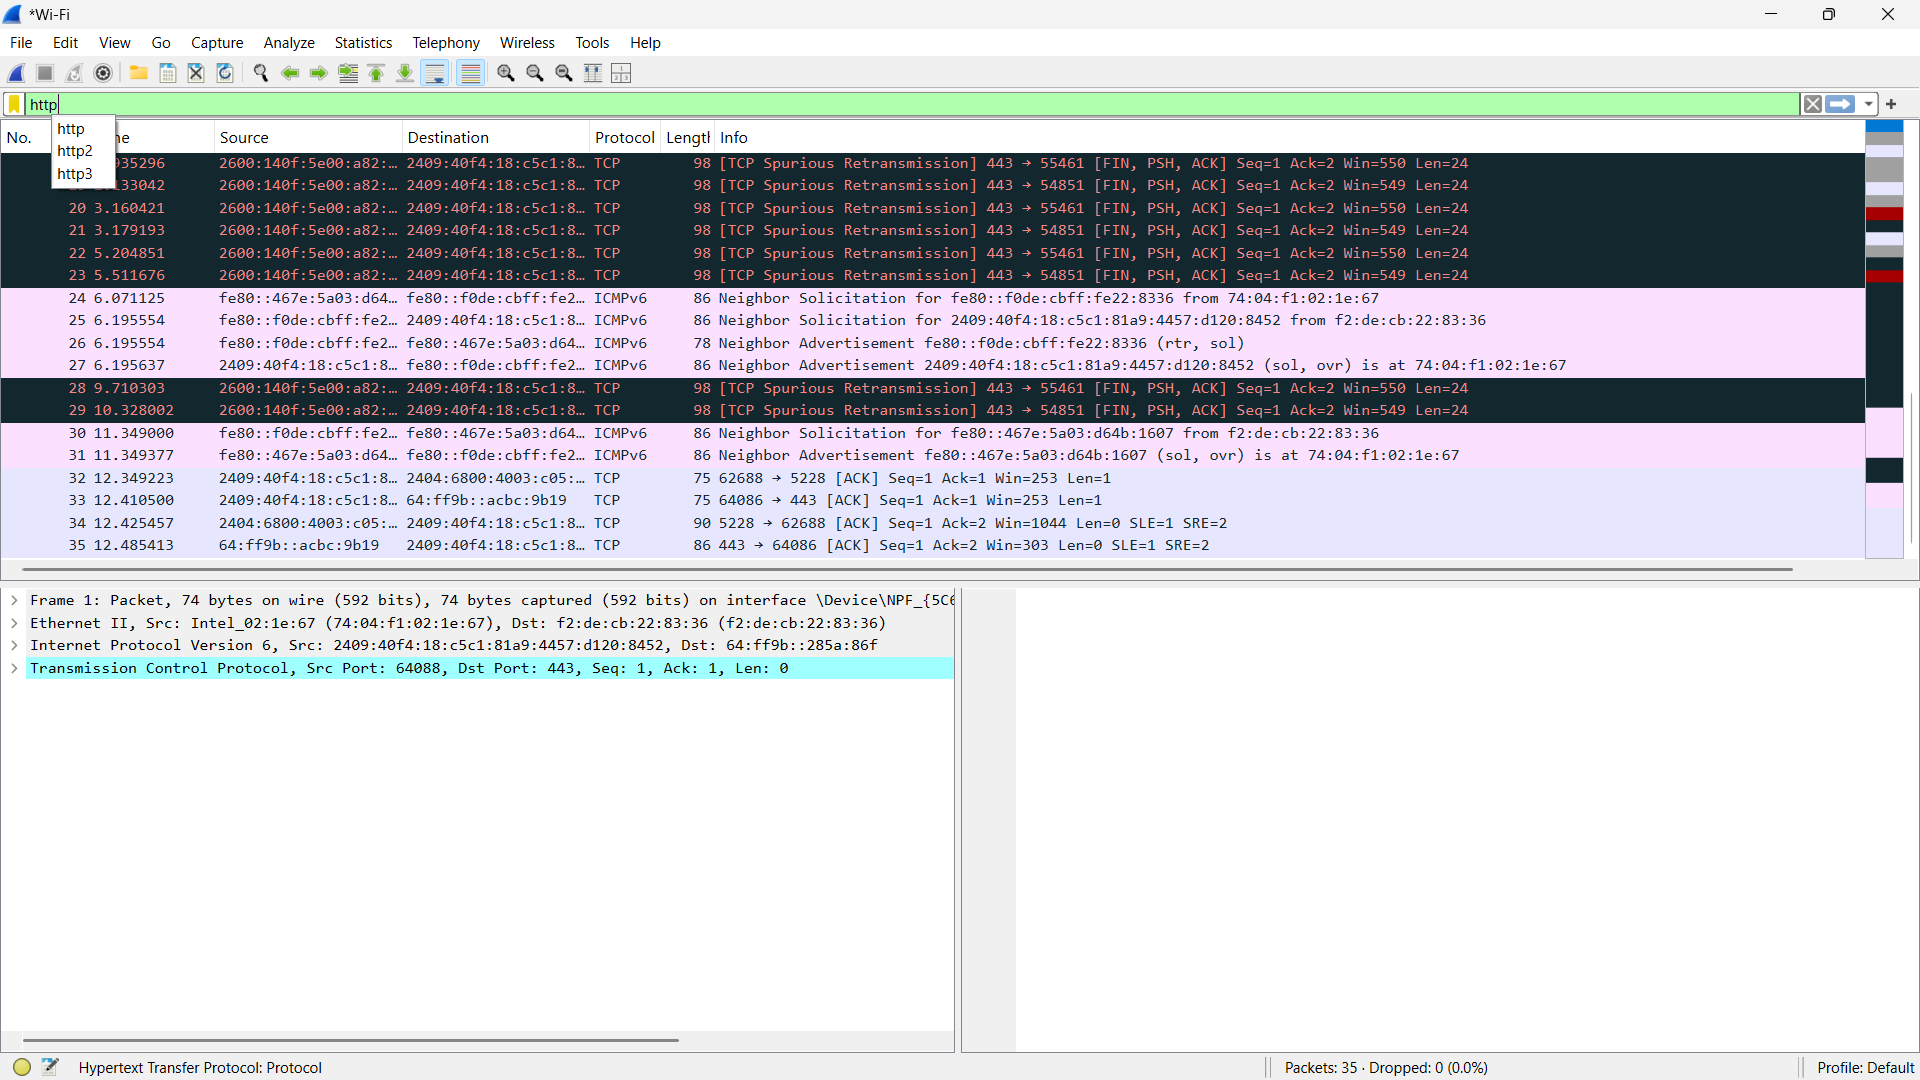 *Wi-Fi
File Edit View Go Capture Analyze Statistics Telephony Wireless Tools Help
http
http
http2
http3
No. ne Source Destination Protocol Length Info
935296 2600:140f:5e00:a82:… 2409:40f4:18:c5c1:8… TCP 98 [TCP Spurious Retransmission] 443 → 55461 [FIN, PSH, ACK] Seq=1 Ack=2 Win=550 Len=24
133042 2600:140f:5e00:a82:… 2409:40f4:18:c5c1:8… TCP 98 [TCP Spurious Retransmission] 443 → 54851 [FIN, PSH, ACK] Seq=1 Ack=2 Win=549 Len=24
20 3.160421 2600:140f:5e00:a82:… 2409:40f4:18:c5c1:8… TCP 98 [TCP Spurious Retransmission] 443 → 55461 [FIN, PSH, ACK] Seq=1 Ack=2 Win=550 Len=24
21 3.179193 2600:140f:5e00:a82:… 2409:40f4:18:c5c1:8… TCP 98 [TCP Spurious Retransmission] 443 → 54851 [FIN, PSH, ACK] Seq=1 Ack=2 Win=549 Len=24
22 5.204851 2600:140f:5e00:a82:… 2409:40f4:18:c5c1:8… TCP 98 [TCP Spurious Retransmission] 443 → 55461 [FIN, PSH, ACK] Seq=1 Ack=2 Win=550 Len=24
23 5.511676 2600:140f:5e00:a82:… 2409:40f4:18:c5c1:8… TCP 98 [TCP Spurious Retransmission] 443 → 54851 [FIN, PSH, ACK] Seq=1 Ack=2 Win=549 Len=24
24 6.071125 fe80::467e:5a03:d64… fe80::f0de:cbff:fe2… ICMPv6 86 Neighbor Solicitation for fe80::f0de:cbff:fe22:8336 from 74:04:f1:02:1e:67
25 6.195554 fe80::f0de:cbff:fe2… 2409:40f4:18:c5c1:8… ICMPv6 86 Neighbor Solicitation for 2409:40f4:18:c5c1:81a9:4457:d120:8452 from f2:de:cb:22:83:36
26 6.195554 fe80::f0de:cbff:fe2… fe80::467e:5a03:d64… ICMPv6 78 Neighbor Advertisement fe80::f0de:cbff:fe22:8336 (rtr, sol)
27 6.195637 2409:40f4:18:c5c1:8… fe80::f0de:cbff:fe2… ICMPv6 86 Neighbor Advertisement 2409:40f4:18:c5c1:81a9:4457:d120:8452 (sol, ovr) is at 74:04:f1:02:1e:67
28 9.710303 2600:140f:5e00:a82:… 2409:40f4:18:c5c1:8… TCP 98 [TCP Spurious Retransmission] 443 → 55461 [FIN, PSH, ACK] Seq=1 Ack=2 Win=550 Len=24
29 10.328002 2600:140f:5e00:a82:… 2409:40f4:18:c5c1:8… TCP 98 [TCP Spurious Retransmission] 443 → 54851 [FIN, PSH, ACK] Seq=1 Ack=2 Win=549 Len=24
30 11.349000 fe80::f0de:cbff:fe2… fe80::467e:5a03:d64… ICMPv6 86 Neighbor Solicitation for fe80::467e:5a03:d64b:1607 from f2:de:cb:22:83:36
31 11.349377 fe80::467e:5a03:d64… fe80::f0de:cbff:fe2… ICMPv6 86 Neighbor Advertisement fe80::467e:5a03:d64b:1607 (sol, ovr) is at 74:04:f1:02:1e:67
32 12.349223 2409:40f4:18:c5c1:8… 2404:6800:4003:c05:… TCP 75 62688 → 5228 [ACK] Seq=1 Ack=1 Win=253 Len=1
33 12.410500 2409:40f4:18:c5c1:8… 64:ff9b::acbc:9b19 TCP 75 64086 → 443 [ACK] Seq=1 Ack=1 Win=253 Len=1
34 12.425457 2404:6800:4003:c05:… 2409:40f4:18:c5c1:8… TCP 90 5228 → 62688 [ACK] Seq=1 Ack=2 Win=1044 Len=0 SLE=1 SRE=2
35 12.485413 64:ff9b::acbc:9b19 2409:40f4:18:c5c1:8… TCP 86 443 → 64086 [ACK] Seq=1 Ack=2 Win=303 Len=0 SLE=1 SRE=2
Frame 1: Packet, 74 bytes on wire (592 bits), 74 bytes captured (592 bits) on interface \Device\NPF_{5C6
Ethernet II, Src: Intel_02:1e:67 (74:04:f1:02:1e:67), Dst: f2:de:cb:22:83:36 (f2:de:cb:22:83:36)
Internet Protocol Version 6, Src: 2409:40f4:18:c5c1:81a9:4457:d120:8452, Dst: 64:ff9b::285a:86f
Transmission Control Protocol, Src Port: 64088, Dst Port: 443, Seq: 1, Ack: 1, Len: 0
Hypertext Transfer Protocol: Protocol
Packets: 35 · Dropped: 0 (0.0%)
Profile: Default